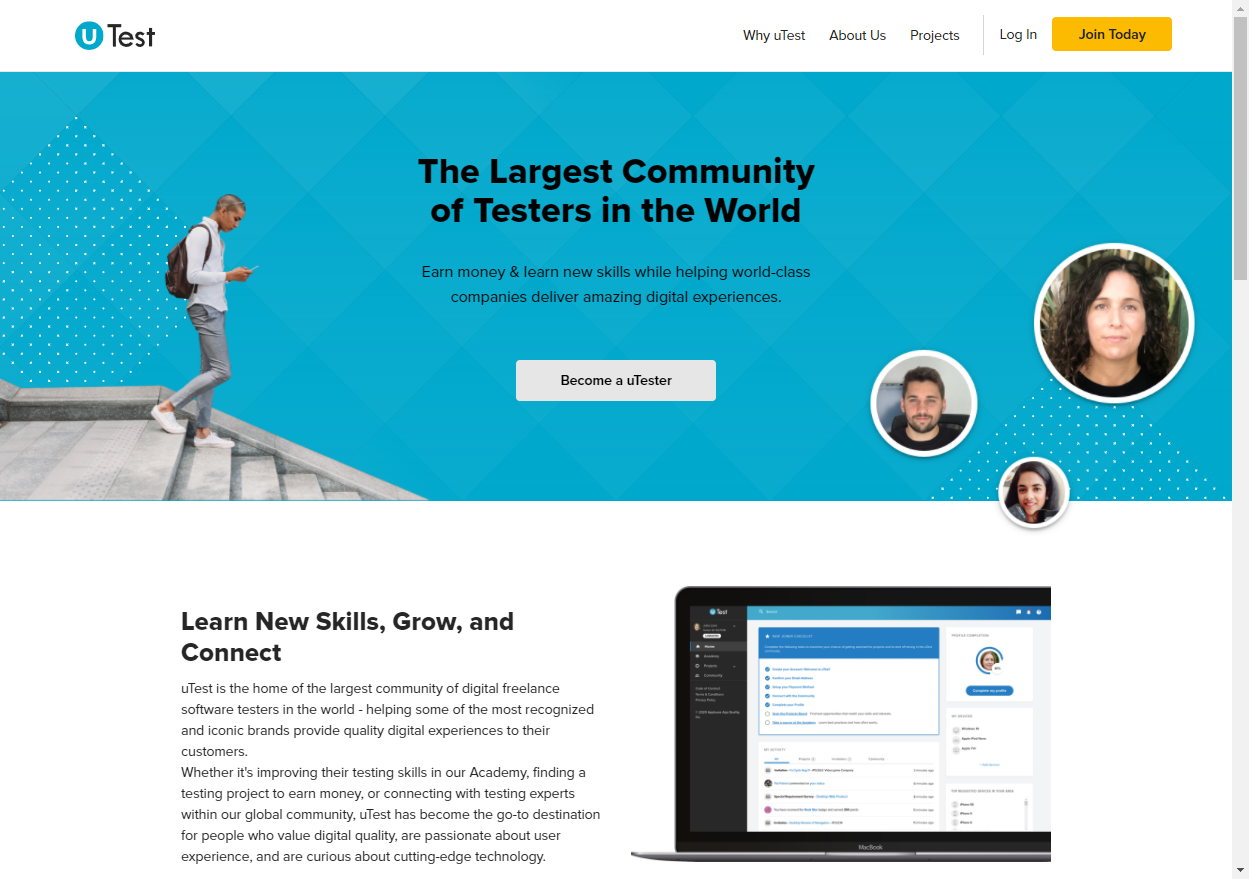 uTest
Why uTest
About Us
Projects
Log In
Join Today
The Largest Community
of Testers in the World
Earn money & learn new skills while helping world-class
companies deliver amazing digital experiences.
Become a uTester
Learn New Skills, Grow, and
Connect
uTest is the home of the largest community of digital freelance
software testers in the world - helping some of the most recognized
and iconic brands provide quality digital experiences to their
customers.
Whether it's improving their testing skills in our Academy, finding a
testing project to earn money, or connecting with testing experts
within our global community, uTest has become the go-to destination
for people who value digital quality, are passionate about user
experience, and are curious about cutting-edge technology.
uTest
Home
Academy
Projects
Community
PROFILE COMPLETION
Complete my profile
MY DEVICES
MY ACTIVITY
MacBook